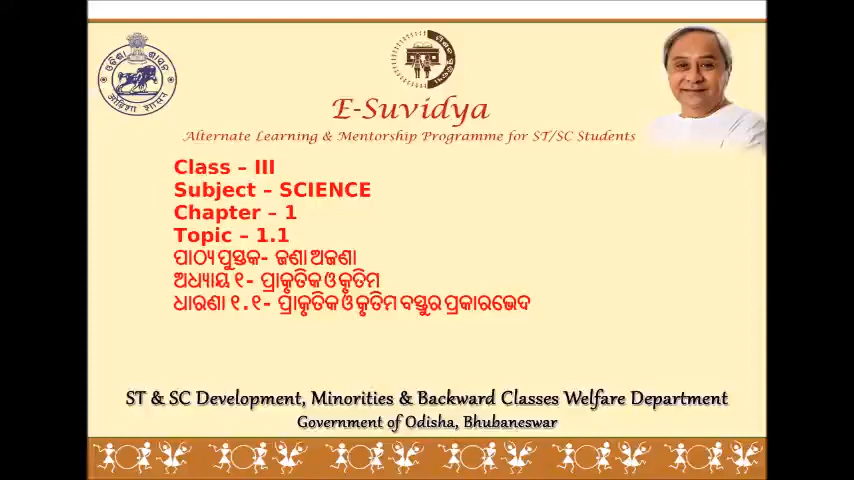 E-Suvidya
Alternate Learning & Mentorship Programme for ST/SC Students
Class – III
Subject – SCIENCE
Chapter – 1
Topic – 1.1
ପାଠ୍ୟପୁସ୍ତକ- ଜଣା ଅଜଣା
ଅଧ୍ୟାୟ ୧- ପ୍ରାକୃତିକ ଓ କୃତିମ
ଧାରଣା ୧.୧- ପ୍ରାକୃତିକ ଓ କୃତିମ ବସ୍ତୁର ପ୍ରକାରଭେଦ
ST & SC Development, Minorities & Backward Classes Welfare Department
Government of Odisha, Bhubaneswar